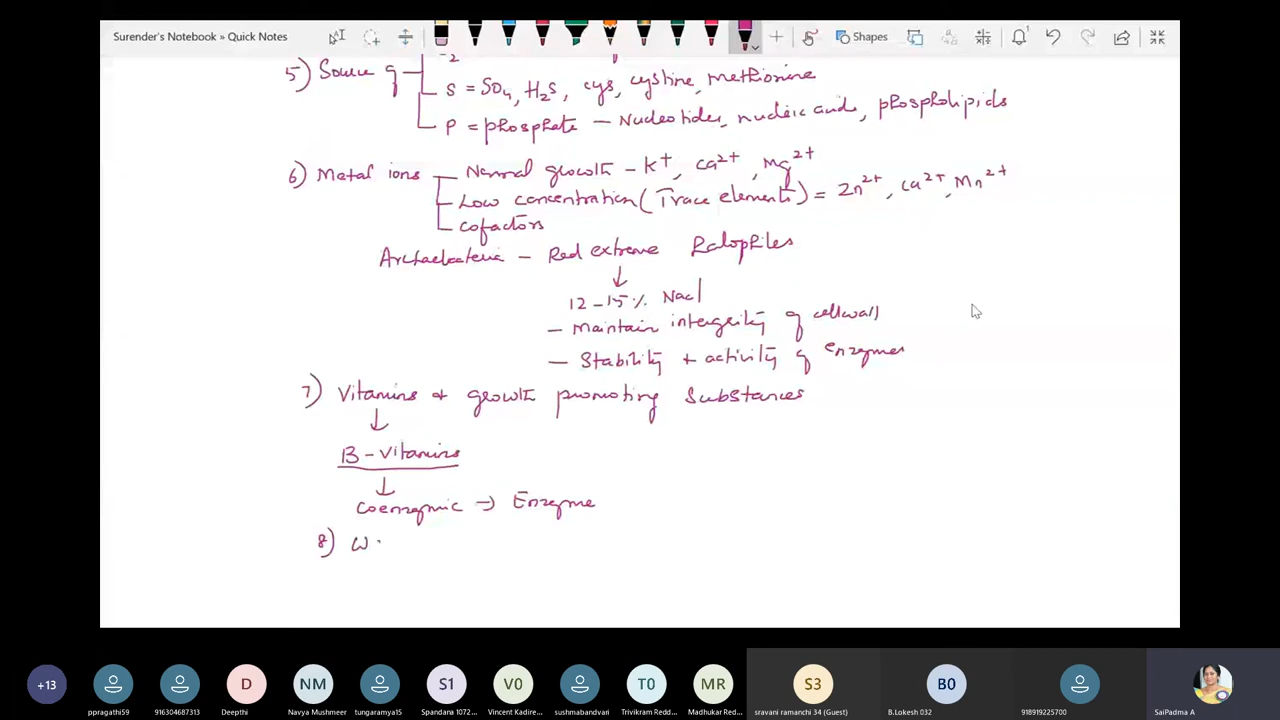 Surender's Notebook » Quick Notes
Shapes
5) Source of
S = SO4, H2S, cys, cystine, methionine
P = phosphate - Nucleotides, nucleic acids, phospholipids
6) Metal ions - Normal growth - K+, Ca2+, Mg2+
Low concentration (Trace elements) = Zn2+, Ca2+, Mn2+
cofactors
Archaebacteria - Red extreme Halophiles
↓
12-15% Nacl
- Maintain intergrity of cellwall
- Stability + activity of enzymes
7) Vitamins & growth promoting Substances
↓
B-Vitamins
↓
Coenzymic → Enzyme
8) W
+13
ppragathi59
916304687313
D
Deepthi
NM
Navya Mushmeer
tungaramya15
S1
Spandana 1072...
V0
Vincent Kadire...
sushmabandvari
T0
Trivikram Redd...
MR
Madhukar Red...
S3
sravani ramanchi 34 (Guest)
B0
B.Lokesh 032
918919225700
SaiPadma A